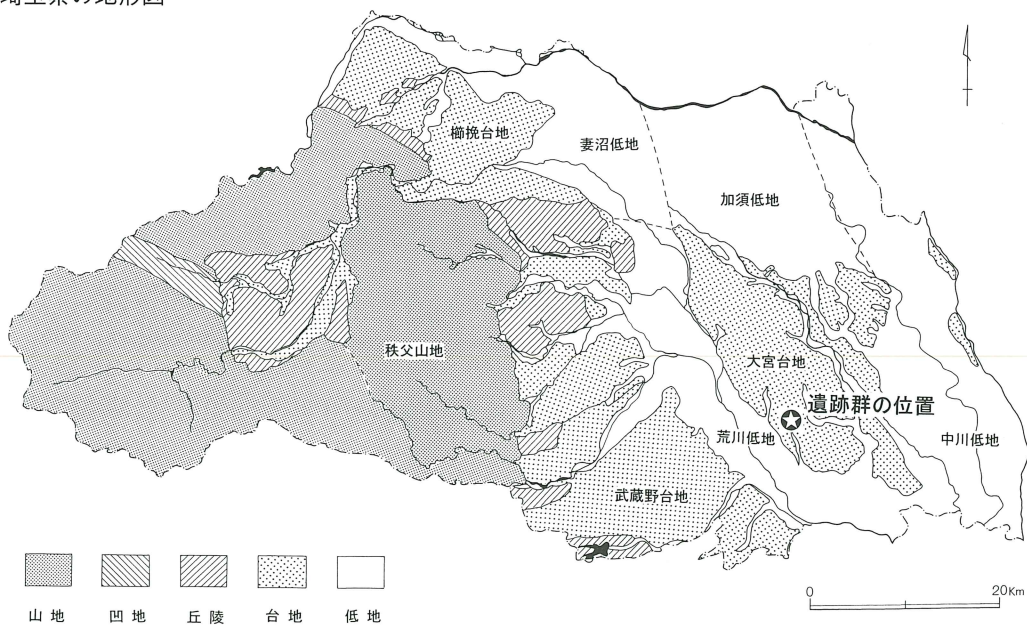 埼玉県の地形図
櫛挽台地
妻沼低地
加須低地
秩父山地
大宮台地
遺跡群の位置
荒川低地
中川低地
武蔵野台地
山地
凹地
丘陵
台地
低地
0
20Km